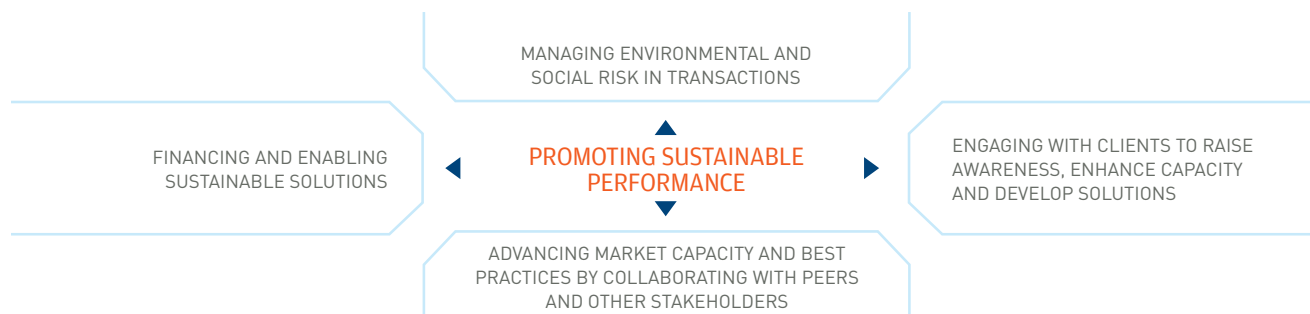 MANAGING ENVIRONMENTAL AND
SOCIAL RISK IN TRANSACTIONS
FINANCING AND ENABLING
SUSTAINABLE SOLUTIONS
PROMOTING SUSTAINABLE
PERFORMANCE
ENGAGING WITH CLIENTS TO RAISE
AWARENESS, ENHANCE CAPACITY
AND DEVELOP SOLUTIONS
ADVANCING MARKET CAPACITY AND BEST
PRACTICES BY COLLABORATING WITH PEERS
AND OTHER STAKEHOLDERS